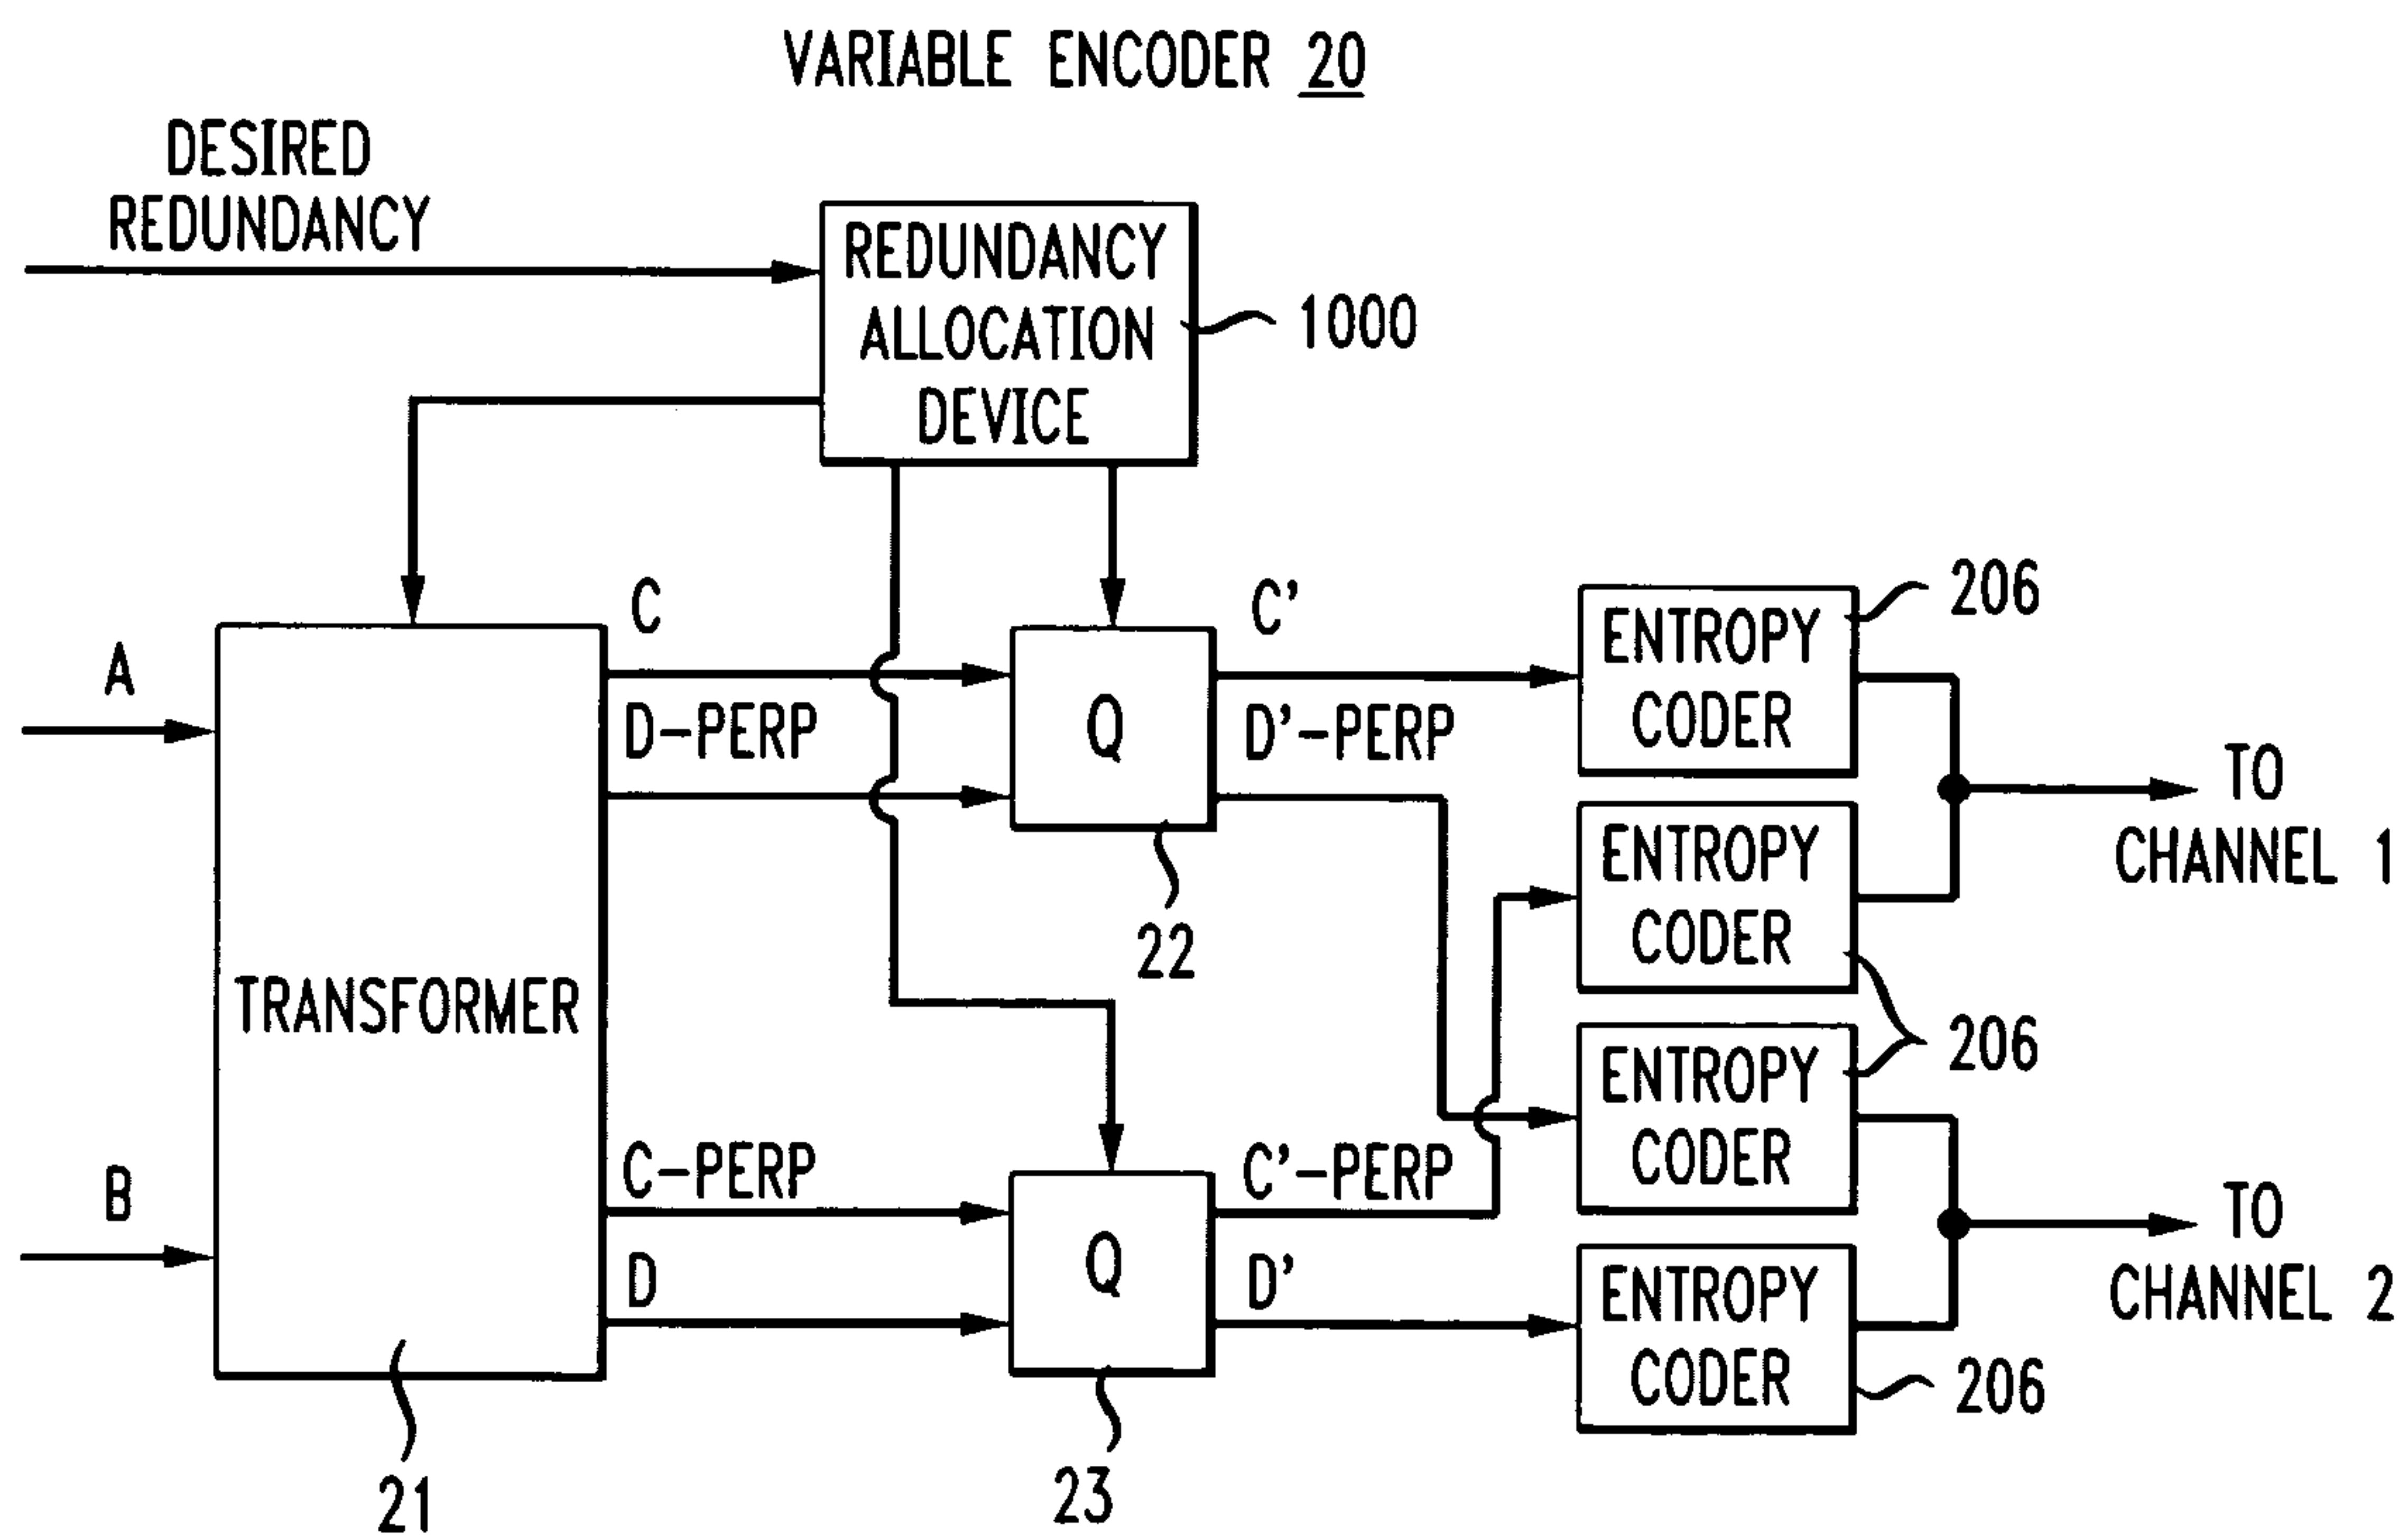 VARIABLE ENCODER 20
DESIRED
REDUNDANCY
REDUNDANCY
ALLOCATION
DEVICE
1000
A
B
TRANSFORMER
21
C
D-PERP
Q
22
C'
D'-PERP
C-PERP
D
Q
23
C'-PERP
D'
ENTROPY
CODER
206
ENTROPY
CODER
206
ENTROPY
CODER
ENTROPY
CODER
206
TO
CHANNEL 1
TO
CHANNEL 2